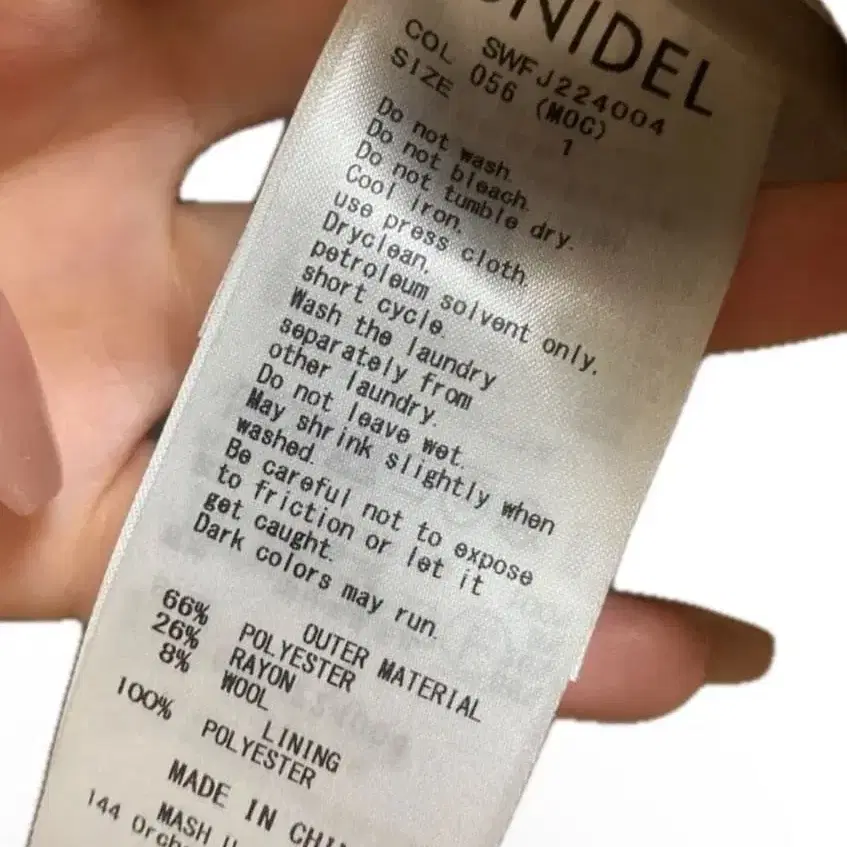 SWFJ224004
COL 056 (MOC)
SIZE 1
Do not wash.
Do not bleach.
Do not tumble dry.
Cool iron,
use press cloth.
Dryclean,
petroleum solvent only,
short cycle.
Wash the laundry
separately from
other laundry.
Do not leave wet.
May shrink slightly when
washed.
Be careful not to expose
to friction or let it
get caught.
Dark colors may run.
OUTER MATERIAL
66% POLYESTER
26% RAYON
8% WOOL
LINING
100% POLYESTER
MADE IN
MASH
144